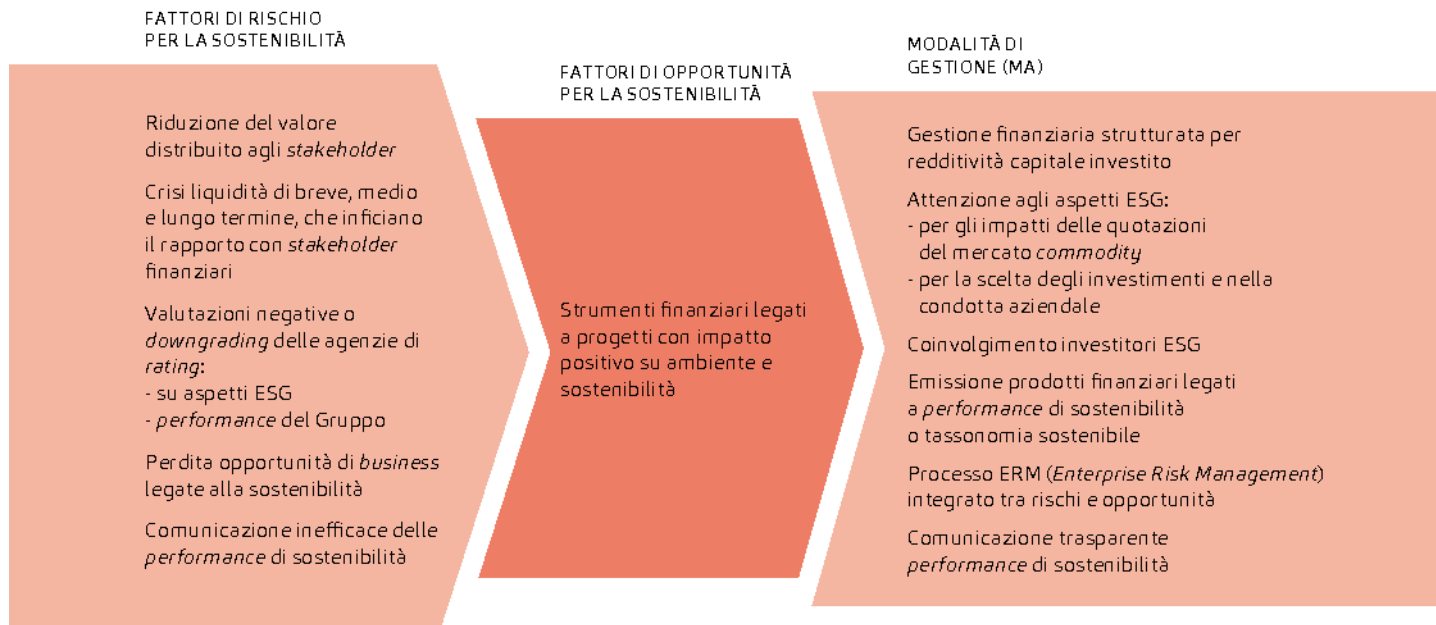 FATTORI DI RISCHIO
PER LA SOSTENIBILITÀ
Riduzione del valore
distribuito agli stakeholder
Crisi liquidità di breve, medio
e lungo termine, che inficiano
il rapporto con stakeholder
finanziari
Valutazioni negative o
downgrading delle agenzie di
rating:
- su aspetti ESG
- performance del Gruppo
Perdita opportunità di business
legate alla sostenibilità
Comunicazione inefficace delle
performance di sostenibilità
FATTORI DI OPPORTUNITÀ
PER LA SOSTENIBILITÀ
Strumenti finanziari legati
a progetti con impatto
positivo su ambiente e
sostenibilità
MODALITÀ DI
GESTIONE (MA)
Gestione finanziaria strutturata per
redditività capitale investito
Attenzione agli aspetti ESG:
- per gli impatti delle quotazioni
del mercato commodity
- per la scelta degli investimenti e nella
condotta aziendale
Coinvolgimento investitori ESG
Emissione prodotti finanziari legati
a performance di sostenibilità
o tassonomia sostenibile
Processo ERM (Enterprise Risk Management)
integrato tra rischi e opportunità
Comunicazione trasparente
performance di sostenibilità